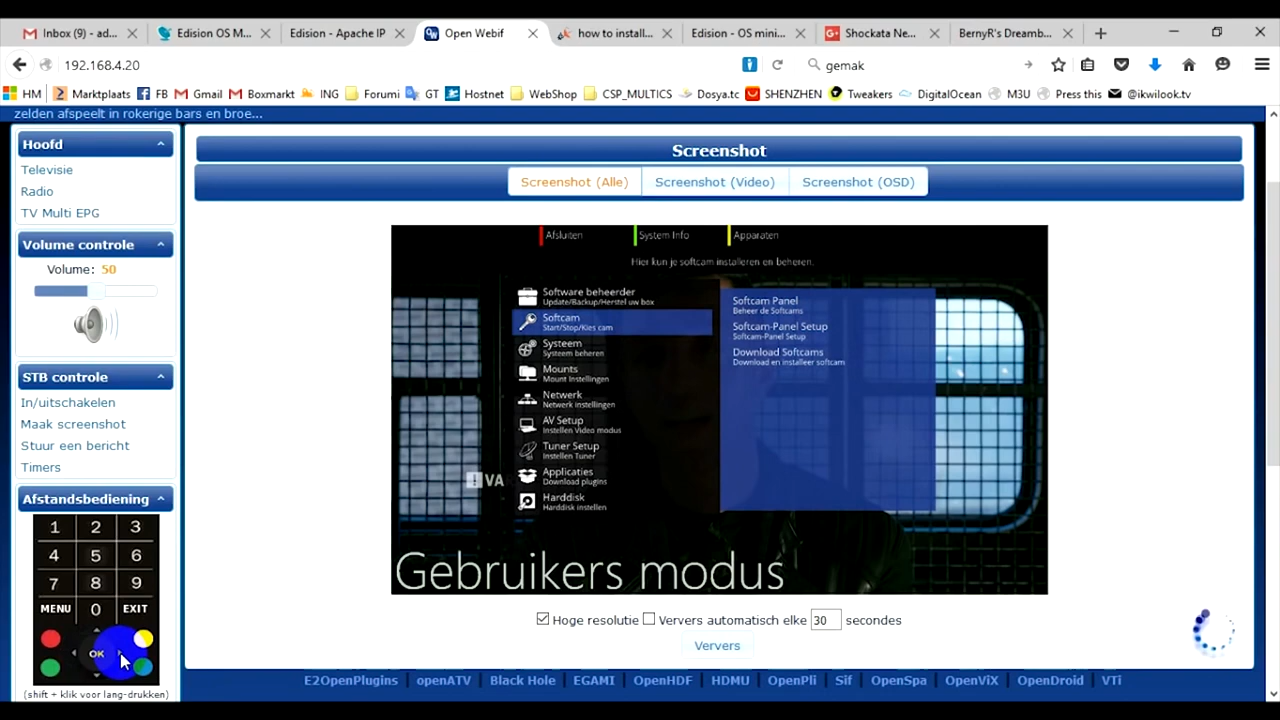 Inbox (9) - ad...
Edision OS M...
Edision - Apache IP
Open Webif
how to install...
Edision - OS mini...
Shockata Ne...
BernyR's Dreamb...
192.168.4.20
gemak
HM
Marktplaats
FB
Gmail
Boxmarkt
ING
Forumi
GT
Hostnet
WebShop
CSP_MULTICS
Dosya.tc
SHENZHEN
Tweakers
DigitalOcean
M3U
Press this
@ikwilook.tv
zelden afspeelt in rokerige bars en broe...
Hoofd
Televisie
Radio
TV Multi EPG
Volume controle
Volume: 50
STB controle
In/uitschakelen
Maak screenshot
Stuur een bericht
Timers
Afstandsbediening
1 2 3
4 5 6
7 8 9
MENU 0 EXIT
OK
(shift + klik voor lang-drukken)
Screenshot
Screenshot (Alle)
Screenshot (Video)
Screenshot (OSD)
Afsluiten
System Info
Apparaten
Hier kun je softcam installeren en beheren.
Software beheerder
Update/Backup/Herstel uw box
Softcam
Start/Stop/Kies cam
Systeem
Systeem beheren
Mounts
Mount Instellingen
Netwerk
Netwerk instellingen
AV Setup
Instellen Video modus
Tuner Setup
Instellen Tuner
Applicaties
Download plugins
Harddisk
Harddisk instellen
Softcam Panel
Beheer de Softcams
Softcam-Panel Setup
Softcam-Panel Setup
Download Softcams
Download en installeer softcam
Gebruikers modus
Hoge resolutie
Ververs automatisch elke 30 secondes
Ververs
E2OpenPlugins
openATV
Black Hole
EGAMI
OpenHDF
HDMU
OpenPli
Sif
OpenSpa
OpenViX
OpenDroid
VTi